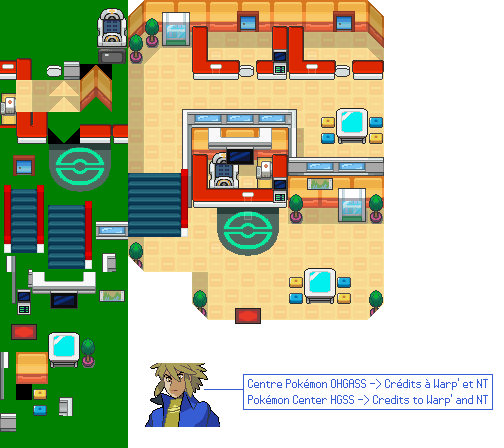 Centre Pokémon OHGASS -> Crédits à Warp' et NT
Pokémon Center HGSS -> Credits to Warp' and NT